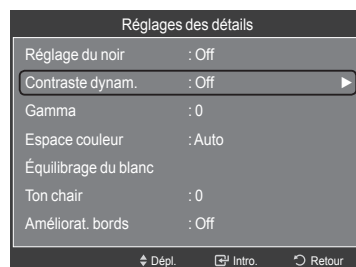 Réglages des détails
Réglage du noir : Off
Contraste dynam. : Off ►
Gamma : 0
Espace couleur : Auto
Équilibrage du blanc
Ton chair : 0
Améliorat. bords : Off
Dépl. Intro. Retour